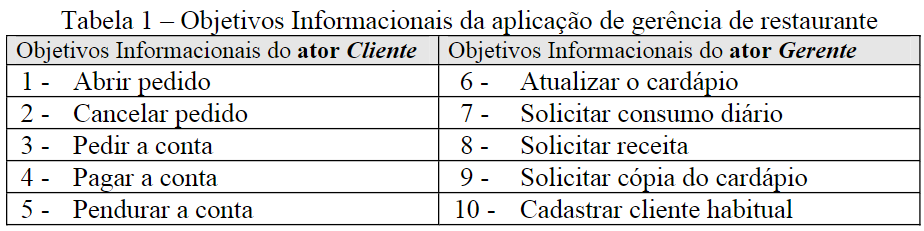 Tabela 1 – Objetivos Informacionais da aplicação de gerência de restaurante
Objetivos Informacionais do ator Cliente Objetivos Informacionais do ator Gerente
1 - Abrir pedido 6 - Atualizar o cardápio
2 - Cancelar pedido 7 - Solicitar consumo diário
3 - Pedir a conta 8 - Solicitar receita
4 - Pagar a conta 9 - Solicitar cópia do cardápio
5 - Pendurar a conta 10 - Cadastrar cliente habitual